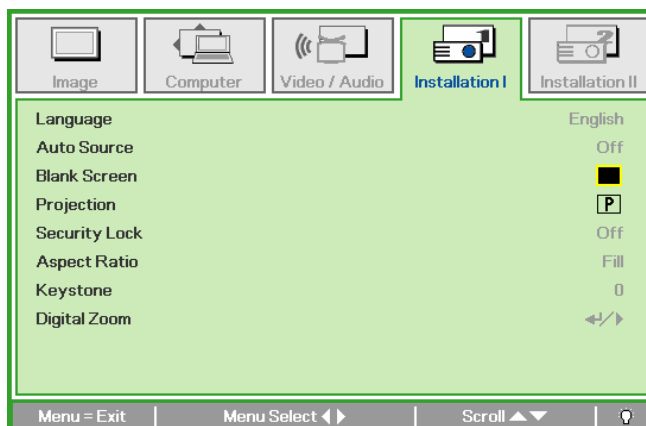 Image Computer Video / Audio Installation I Installation II
Language English
Auto Source Off
Blank Screen
Projection P
Security Lock Off
Aspect Ratio Fill
Keystone 0
Digital Zoom
Menu = Exit Menu Select Scroll